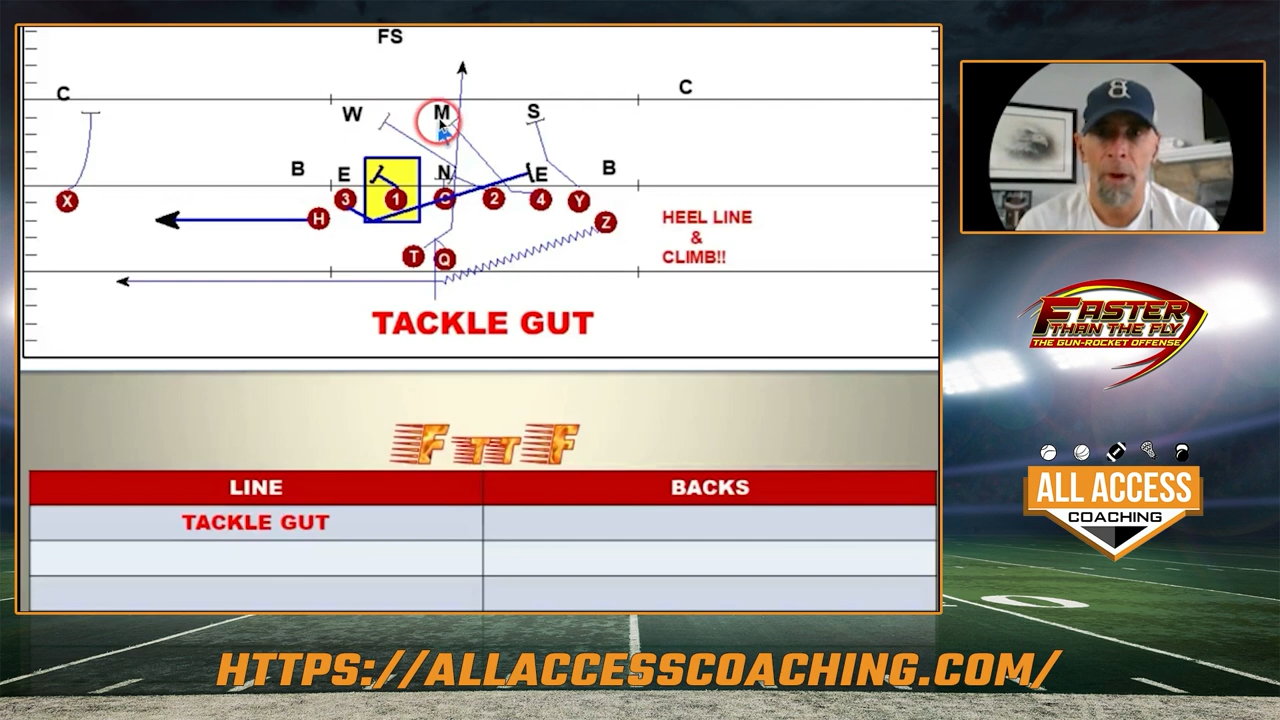 FS
C
C
W
M
S
B
E
N
E
B
X
3
1
C
2
4
Y
H
Z
T
Q
HEEL LINE
&
CLIMB!!
TACKLE GUT
FTTF
LINE BACKS
TACKLE GUT
B
FASTER
THAN THE FLY
THE GUN-ROCKET OFFENSE
ALL ACCESS
COACHING
HTTPS://ALLACCESSCOACHING.COM/